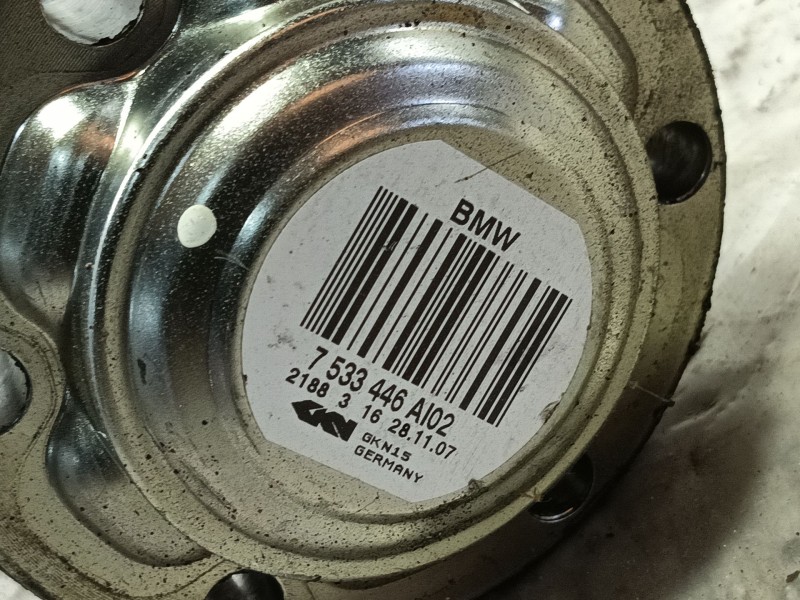 BMW
7 533 446 AI02
2188 3 16 28.11.07
GKN
GKN15
GERMANY